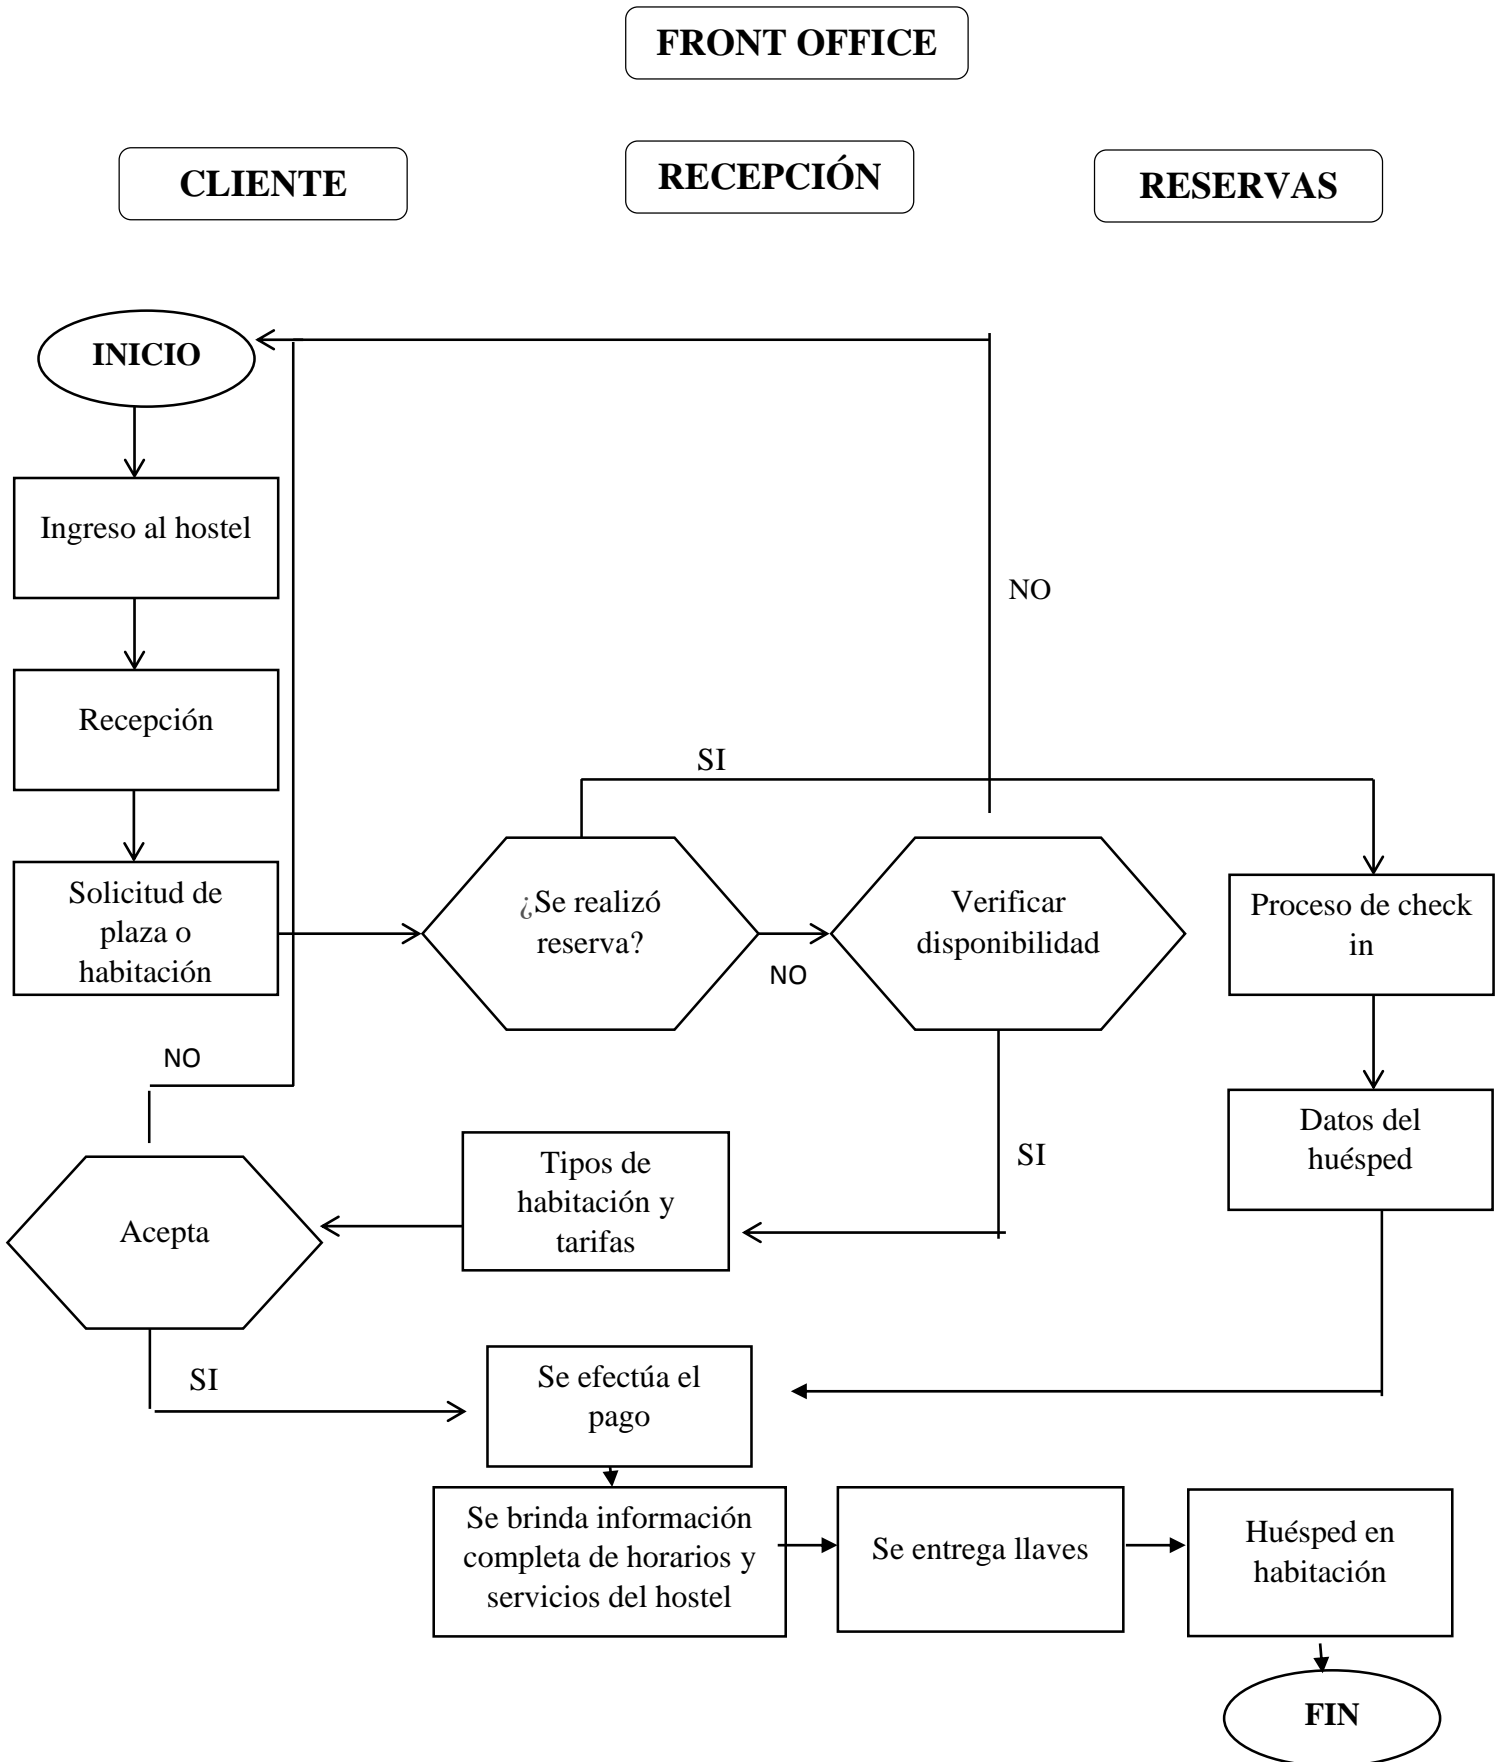 FRONT OFFICE
CLIENTE
RECEPCIÓN
RESERVAS
INICIO
Ingreso al hostel
NO
Recepción
SI
Solicitud de
plaza o
habitación
¿Se realizó
reserva?
NO
Verificar
disponibilidad
Proceso de check
in
NO
Datos del
huésped
SI
Tipos de
habitación y
tarifas
Acepta
SI
Se efectúa el
pago
Se brinda información
completa de horarios y
servicios del hostel
Se entrega llaves
Huésped en
habitación
FIN